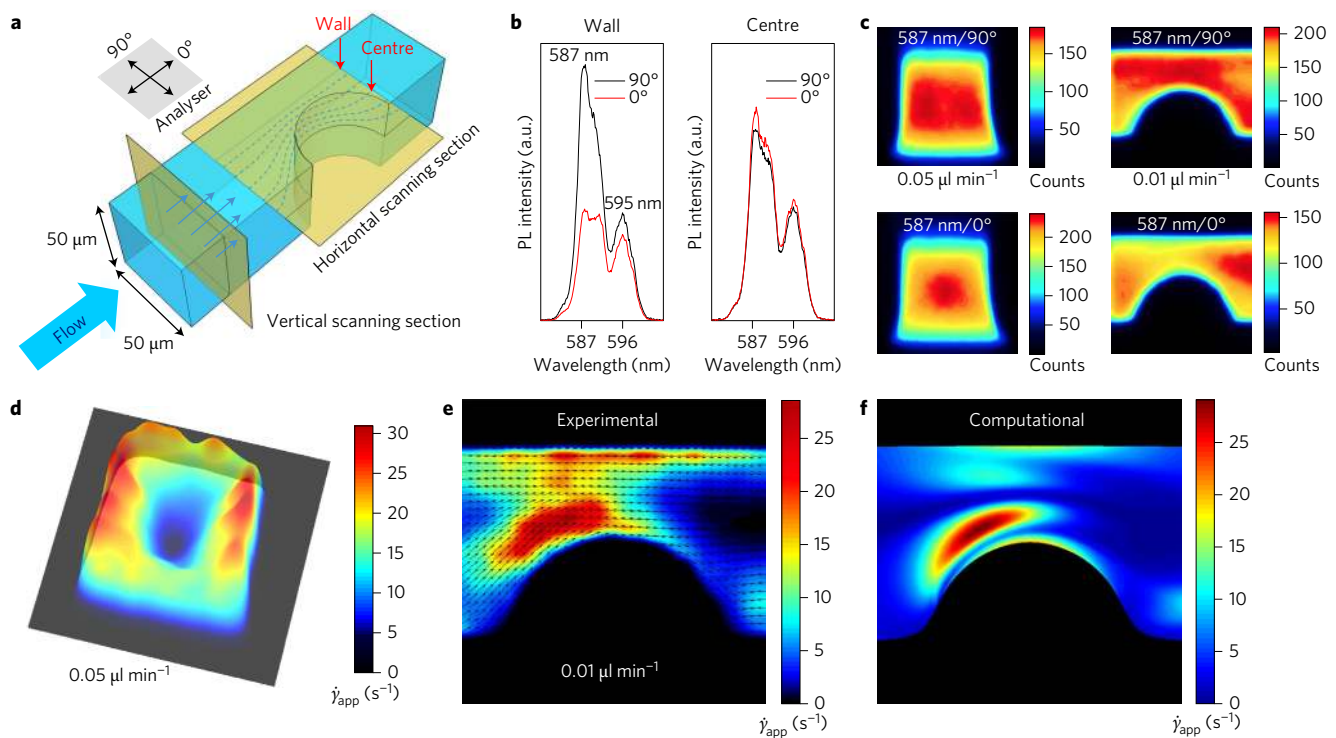 a
90°
0°
Analyser
Wall
Centre
Horizontal scanning section
50 μm
50 μm
Flow
Vertical scanning section
b
Wall
Centre
587 nm
90°
0°
595 nm
90°
0°
PL intensity (a.u.)
PL intensity (a.u.)
587 596
587 596
Wavelength (nm)
Wavelength (nm)
c
587 nm/90°
150
100
50
0.05 μl min⁻¹
Counts
587 nm/90°
200
150
100
50
0.01 μl min⁻¹
Counts
587 nm/0°
200
150
100
50
Counts
587 nm/0°
150
100
50
Counts
d
30
25
20
15
10
5
0
0.05 μl min⁻¹
γ̇app (s⁻¹)
e
Experimental
25
20
15
10
5
0
0.01 μl min⁻¹
γ̇app (s⁻¹)
f
Computational
25
20
15
10
5
0
γ̇app (s⁻¹)